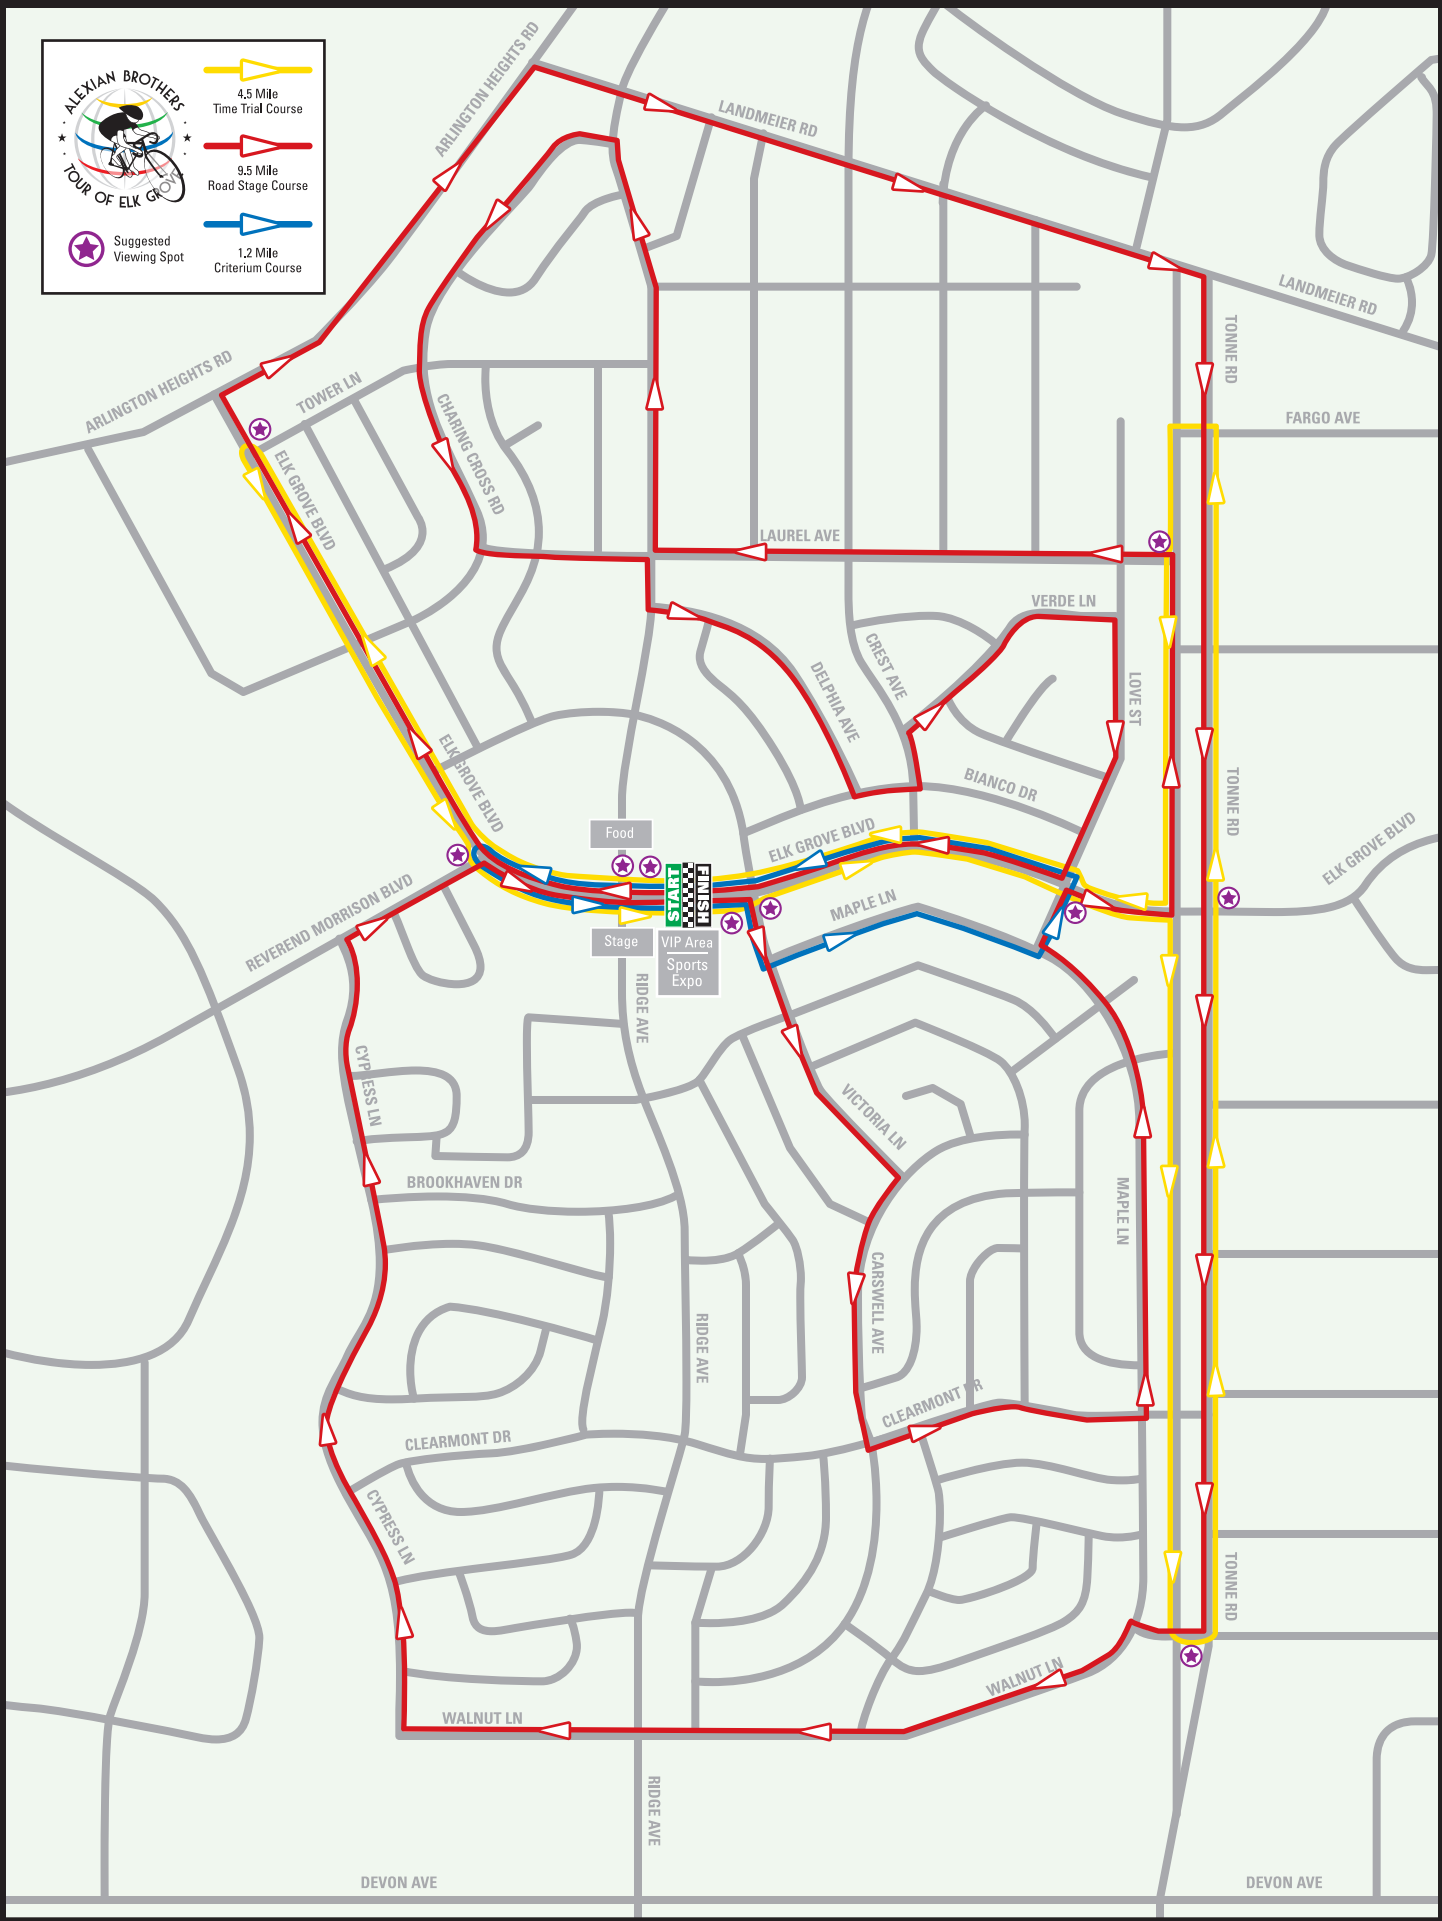 ALEXIAN BROTHERS
TOUR OF ELK GROVE
4.5 Mile
Time Trial Course
9.5 Mile
Road Stage Course
1.2 Mile
Criterium Course
Suggested
Viewing Spot
ARLINGTON HEIGHTS RD
LANDMEIER RD
LANDMEIER RD
TONNE RD
ARLINGTON HEIGHTS RD
TOWER LN
CHARING CROSS RD
FARGO AVE
ELK GROVE BLVD
LAUREL AVE
VERDE LN
CREST AVE
DELPHIA AVE
LOVE ST
BIANCO DR
ELK GROVE BLVD
TONNE RD
ELK GROVE BLVD
ELK GROVE BLVD
Food
START
FINISH
MAPLE LN
REVEREND MORRISON BLVD
Stage
VIP Area
Sports
Expo
RIDGE AVE
CYPRESS LN
VICTORIA LN
BROOKHAVEN DR
MAPLE LN
CARSWELL AVE
RIDGE AVE
CLEARMONT DR
CLEARMONT DR
CYPRESS LN
TONNE RD
WALNUT LN
WALNUT LN
RIDGE AVE
DEVON AVE
DEVON AVE